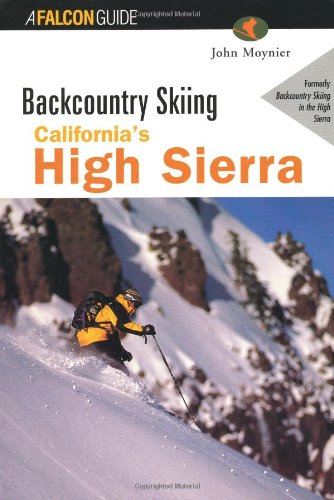 A FALCON GUIDE
John Moynier
Backcountry Skiing
California's
High Sierra
Formerly
Backcountry Skiing
in the High
Sierra